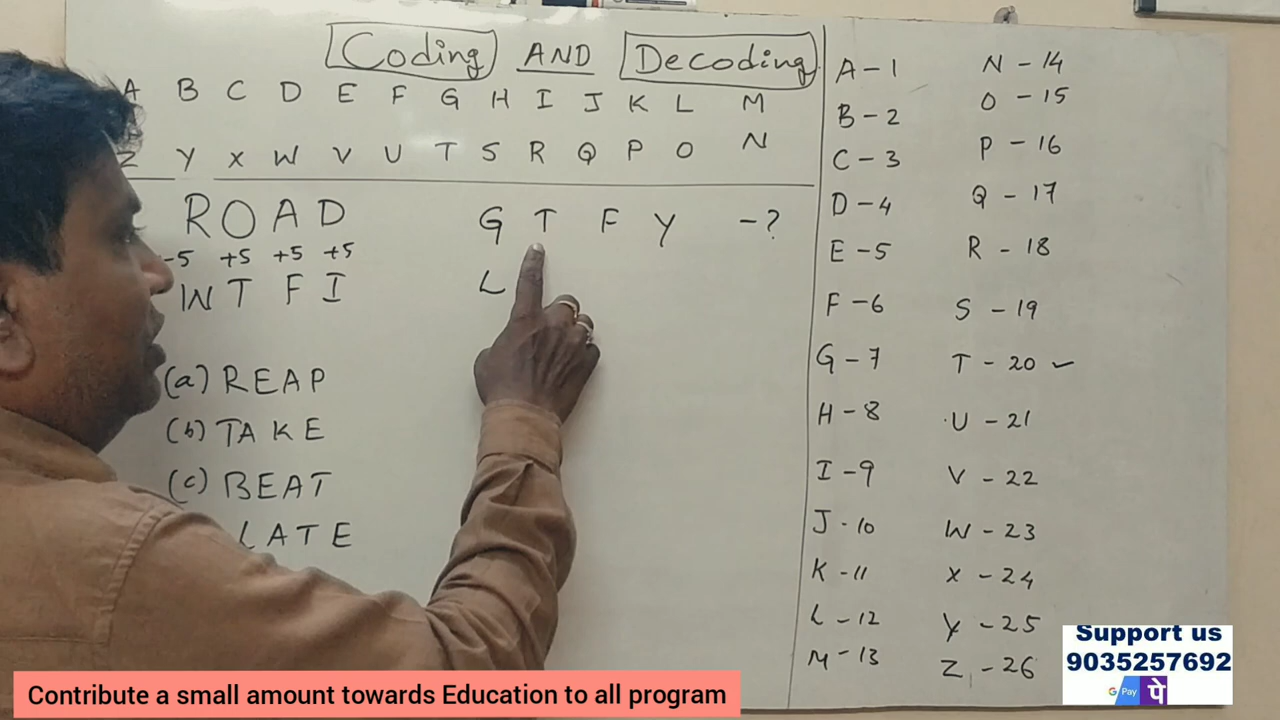 Coding AND Decoding
A B C D E F G H I J K L M
Z Y X W V U T S R Q P O N
ROAD G T F Y - ?
-5 +5 +5 +5
W T F I L
(a) REAP
(b) TAKE
(c) BEAT
LATE
A - 1
B - 2
C - 3
D - 4
E - 5
F - 6
G - 7
H - 8
I - 9
J - 10
K - 11
L - 12
M - 13
N - 14
O - 15
P - 16
Q - 17
R - 18
S - 19
T - 20 ✓
U - 21
V - 22
W - 23
X - 24
Y - 25
Z - 26
Support us
9035257692
G Pay पे
Contribute a small amount towards Education to all program